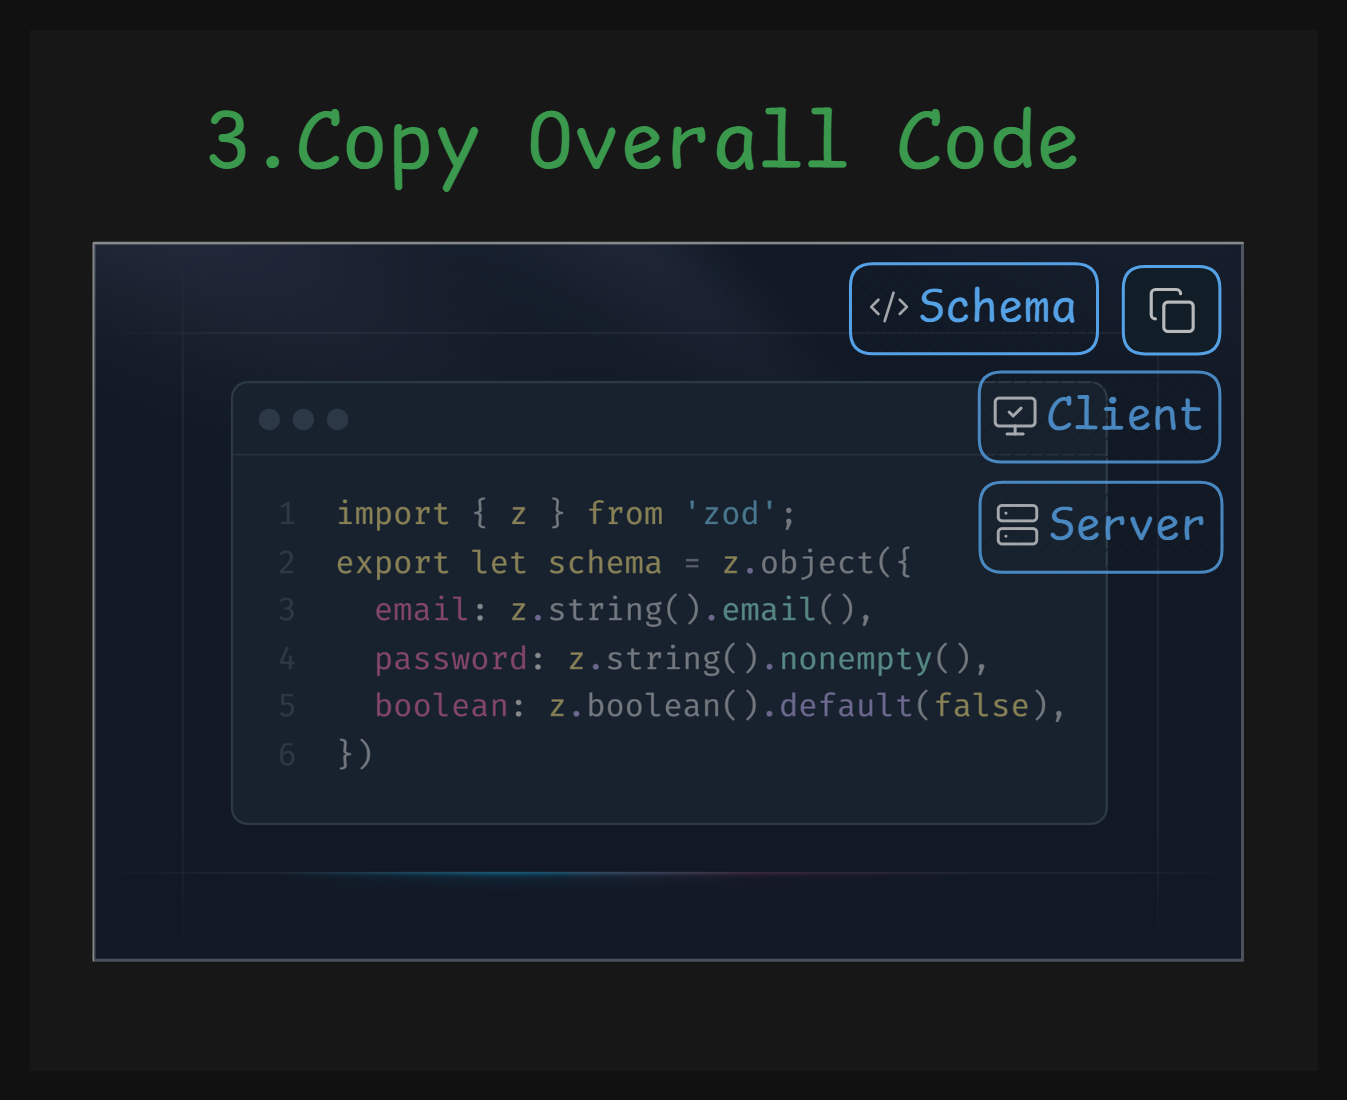 3.Copy Overall Code
</> Schema
Client
Server
1 import { z } from 'zod';
2 export let schema = z.object({
3   email: z.string().email(),
4   password: z.string().nonempty(),
5   boolean: z.boolean().default(false),
6 })